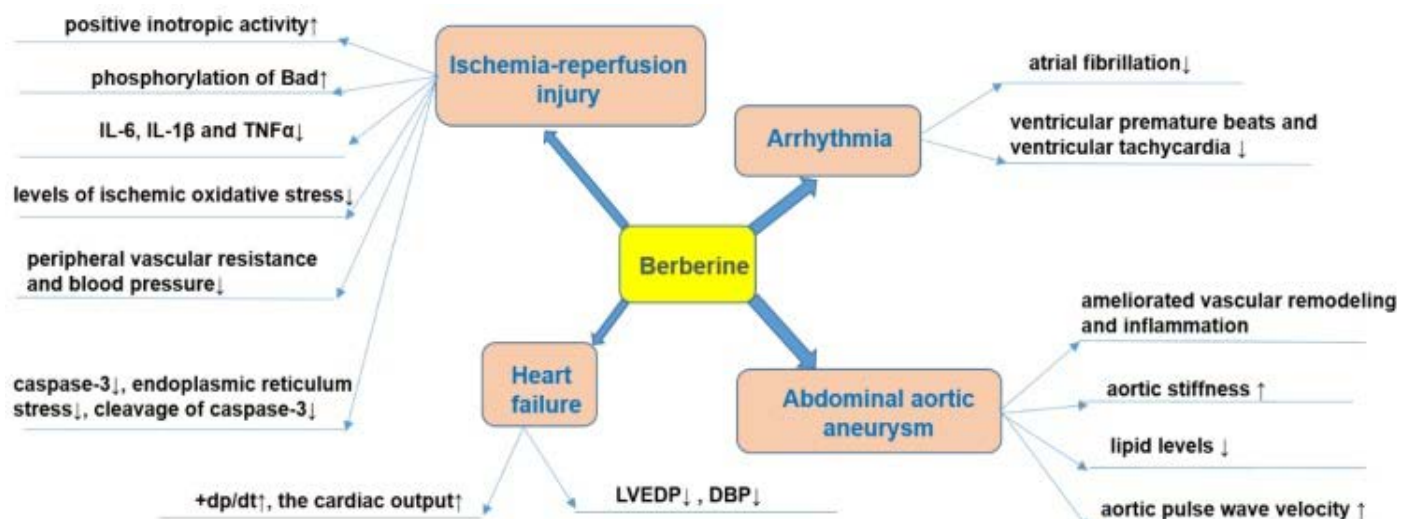 positive inotropic activity↑
phosphorylation of Bad↑
IL-6, IL-1β and TNFα↓
levels of ischemic oxidative stress↓
peripheral vascular resistance
and blood pressure↓
caspase-3↓, endoplasmic reticulum
stress↓, cleavage of caspase-3↓
Ischemia-reperfusion
injury
Arrhythmia
atrial fibrillation↓
ventricular premature beats and
ventricular tachycardia ↓
Berberine
Heart
failure
+dp/dt↑, the cardiac output↑
LVEDP↓ , DBP↓
Abdominal aortic
aneurysm
ameliorated vascular remodeling
and inflammation
aortic stiffness ↑
lipid levels ↓
aortic pulse wave velocity ↑